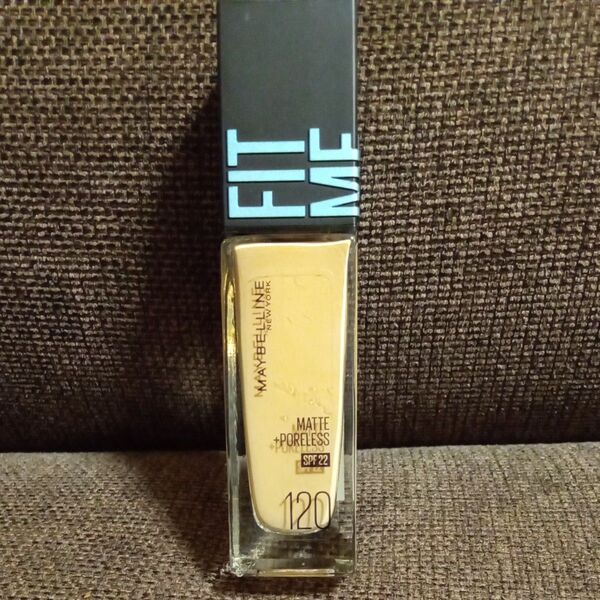 FIT
ME
MAYBELLINE
NEW YORK
MATTE
+PORELESS
SPF 22
120